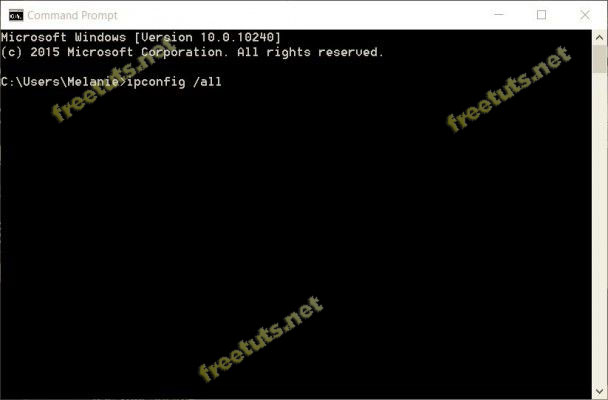 Command Prompt
Microsoft Windows [Version 10.0.10240]
(c) 2015 Microsoft Corporation. All rights reserved.
C:\Users\Melanie>ipconfig /all
freetuts.net
freetuts.net
freetuts.net